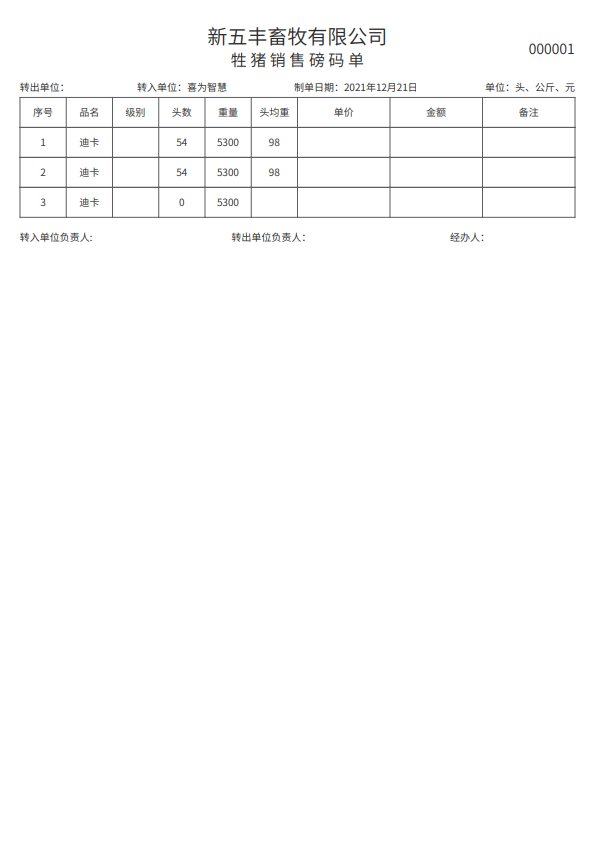 新五丰畜牧有限公司
牲猪销售磅码单
000001
转出单位： 转入单位：喜为智慧 制单日期：2021年12月21日 单位：头、公斤、元
序号 品名 级别 头数 重量 头均重 单价 金额 备注
1 迪卡 54 5300 98
2 迪卡 54 5300 98
3 迪卡 0 5300
转入单位负责人: 转出单位负责人： 经办人：